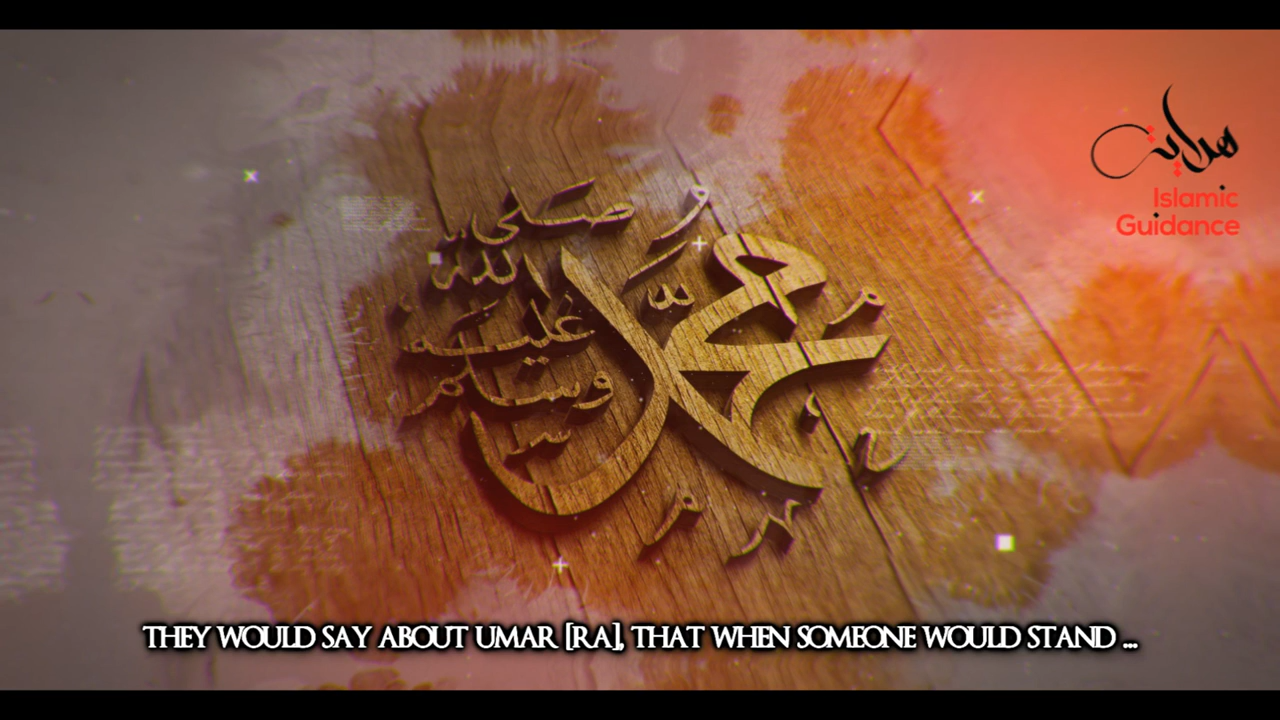 هداية
Islamic
Guidance
محمد
صلى
الله
عليه
وسلم
THEY WOULD SAY ABOUT UMAR [RA], THAT WHEN SOMEONE WOULD STAND ...